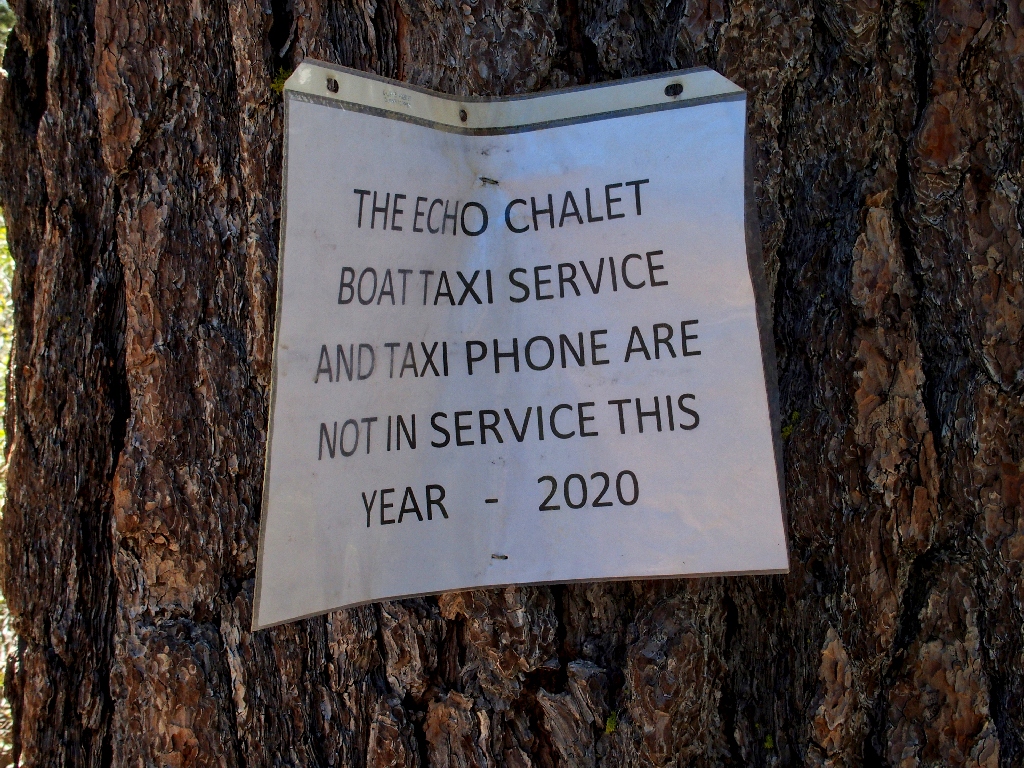 THE ECHO CHALET
BOAT TAXI SERVICE
AND TAXI PHONE ARE
NOT IN SERVICE THIS
YEAR - 2020